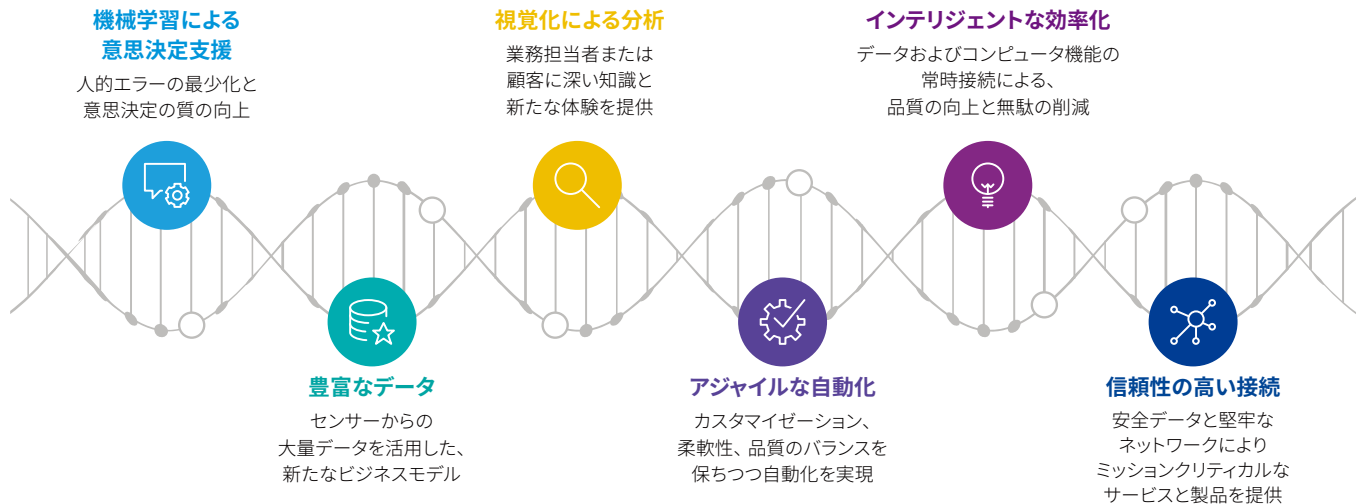 機械学習による
意思決定支援
人的エラーの最少化と
意思決定の質の向上
視覚化による分析
業務担当者または
顧客に深い知識と
新たな体験を提供
インテリジェントな効率化
データおよびコンピュータ機能の
常時接続による、
品質の向上と無駄の削減
豊富なデータ
センサーからの
大量データを活用した、
新たなビジネスモデル
アジャイルな自動化
カスタマイゼーション、
柔軟性、品質のバランスを
保ちつつ自動化を実現
信頼性の高い接続
安全データと堅牢な
ネットワークにより
ミッションクリティカルな
サービスと製品を提供